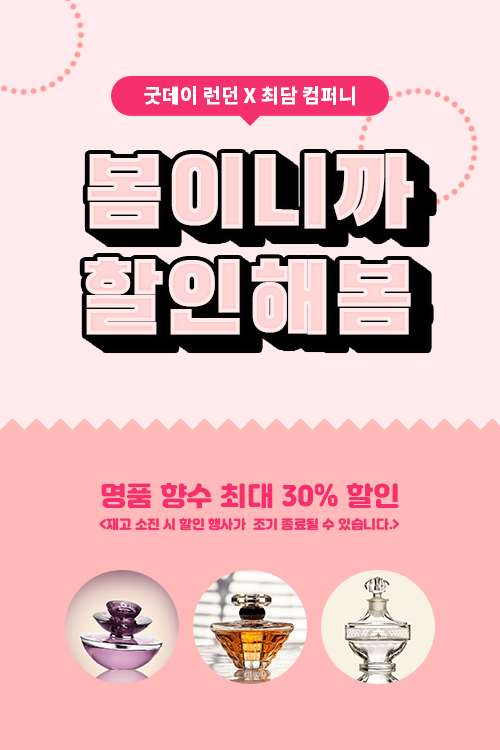 굿데이 런던 X 최담 컴퍼니
봄이니까
할인해봄
명품 향수 최대 30% 할인
<재고 소진 시 할인 행사가 조기 종료될 수 있습니다.>